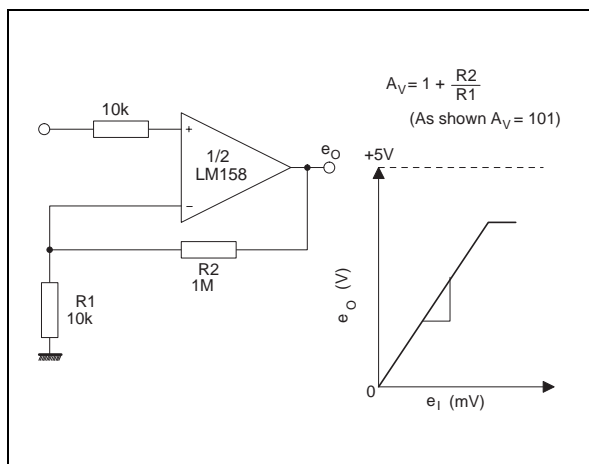 10k
+
1/2
LM158
−
e_O
R2
1M
R1
10k
A_V = 1 + R2/R1
(As shown A_V = 101)
+5V
e_O (V)
0
e_I (mV)